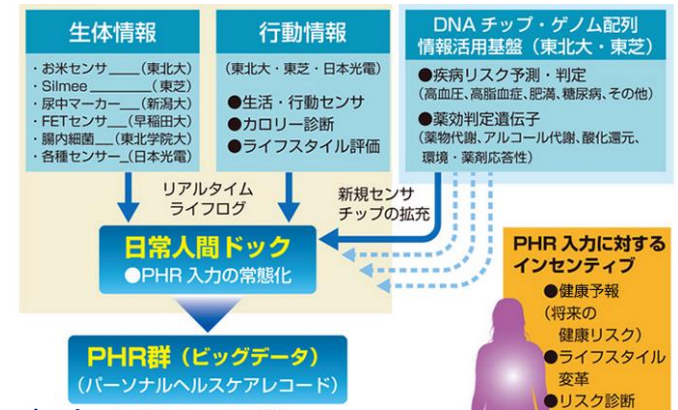 生体情報
・お米センサ____(東北大)
・Silmee________(東芝)
・尿中マーカー___(新潟大)
・FETセンサ___(早稲田大)
・腸内細菌___(東北学院大)
・各種センサー_(日本光電)
行動情報
(東北大・東芝・日本光電)
●生活・行動センサ
●カロリー診断
●ライフスタイル評価
DNA チップ・ゲノム配列
情報活用基盤(東北大・東芝)
●疾病リスク予測・判定
(高血圧、高脂血症、肥満、糖尿病、その他)
●薬効判定遺伝子
(薬物代謝、アルコール代謝、酸化還元、
環境・薬剤応答性)
リアルタイム
ライフログ
新規センサ
チップの拡充
日常人間ドック
●PHR 入力の常態化
PHR群(ビッグデータ)
(パーソナルヘルスケアレコード)
PHR 入力に対する
インセンティブ
●健康予報
(将来の
健康リスク)
●ライフスタイル
変革
●リスク診断